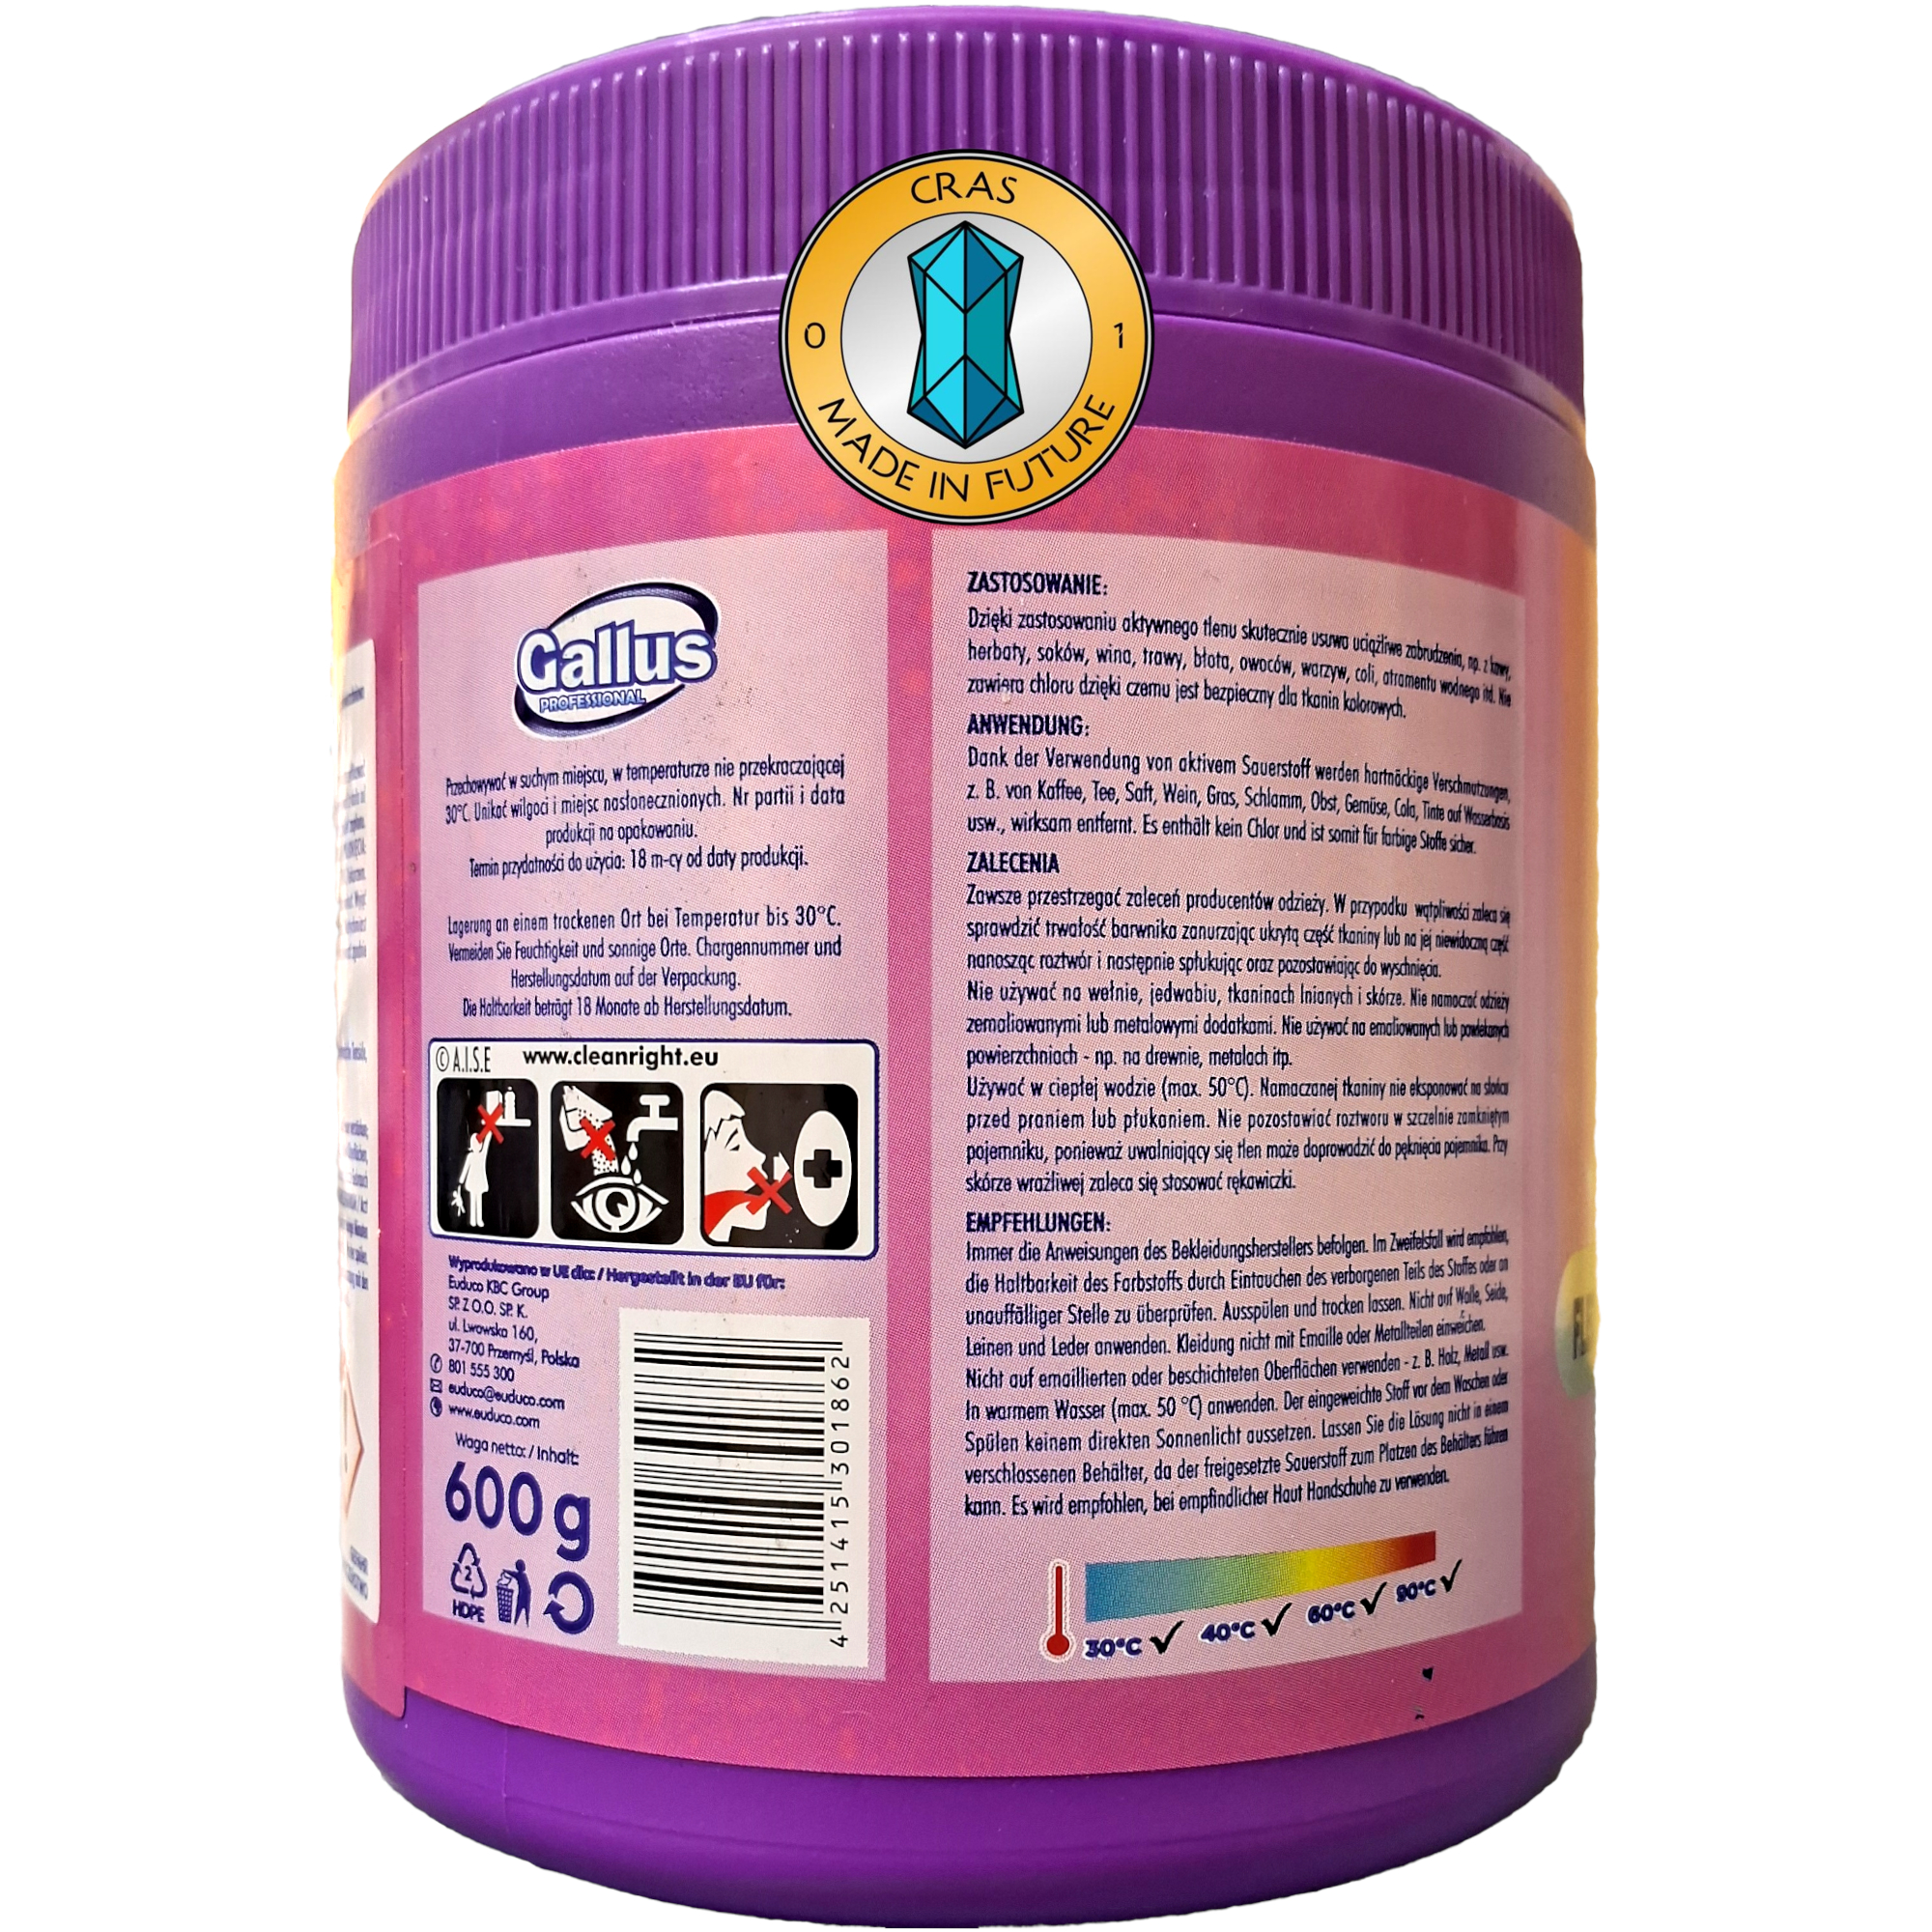 CRAS
0 1
MADE IN FUTURE
Gallus
PROFESSIONAL
Przechowywać w suchym miejscu, w temperaturze nie przekraczającej
30°C. Unikać wilgoci i miejsc nasłonecznionych. Nr partii i data
produkcji na opakowaniu.
Termin przydatności do użycia: 18 m-cy od daty produkcji.
Lagerung an einem trockenen Ort bei Temperatur bis 30°C.
Vermeiden Sie Feuchtigkeit und sonnige Orte. Chargennummer und
Herstellungsdatum auf der Verpackung.
Die Haltbarkeit beträgt 18 Monate ab Herstellungsdatum.
© A.I.S.E www.cleanright.eu
Wyprodukowano w UE dla: / Hergestellt in der EU für:
Euduco KBC Group
SP. Z O.O. SP. K.
ul. Lwowska 160,
37-700 Przemyśl, Polska
801 555 300
euduco@euduco.com
www.euduco.com
Waga netto: / Inhalt:
600 g
2
HDPE
4 251415 301862
ZASTOSOWANIE:
Dzięki zastosowaniu aktywnego tlenu skutecznie usuwa uciążliwe zabrudzenia, np. z kawy,
herbaty, soków, wina, trawy, błota, owoców, warzyw, coli, atramentu wodnego itd. Nie
zawiera chloru dzięki czemu jest bezpieczny dla tkanin kolorowych.
ANWENDUNG:
Dank der Verwendung von aktivem Sauerstoff werden hartnäckige Verschmutzungen,
z. B. von Kaffee, Tee, Saft, Wein, Gras, Schlamm, Obst, Gemüse, Cola, Tinte auf Wasserbasis
usw., wirksam entfernt. Es enthält kein Chlor und ist somit für farbige Stoffe sicher.
ZALECENIA
Zawsze przestrzegać zaleceń producentów odzieży. W przypadku wątpliwości zaleca się
sprawdzić trwałość barwnika zanurzając ukrytą część tkaniny lub na jej niewidoczną część
nanosząc roztwór i następnie spłukując oraz pozostawiając do wyschnięcia.
Nie używać na wełnie, jedwabiu, tkaninach lnianych i skórze. Nie namaczać odzieży
zemaliowanymi lub metalowymi dodatkami. Nie używać na emaliowanych lub powlekanych
powierzchniach - np. na drewnie, metalach itp.
Używać w ciepłej wodzie (max. 50°C). Namaczanej tkaniny nie eksponować na słońcu
przed praniem lub płukaniem. Nie pozostawiać roztworu w szczelnie zamkniętym
pojemniku, ponieważ uwalniający się tlen może doprowadzić do pęknięcia pojemnika. Przy
skórze wrażliwej zaleca się stosować rękawiczki.
EMPFEHLUNGEN:
Immer die Anweisungen des Bekleidungsherstellers befolgen. Im Zweifelsfall wird empfohlen,
die Haltbarkeit des Farbstoffs durch Eintauchen des verborgenen Teils des Stoffes oder an
unauffälliger Stelle zu überprüfen. Ausspülen und trocken lassen. Nicht auf Wolle, Seide,
Leinen und Leder anwenden. Kleidung nicht mit Emaille oder Metallteilen einweichen.
Nicht auf emaillierten oder beschichteten Oberflächen verwenden - z. B. Holz, Metall usw.
In warmem Wasser (max. 50 °C) anwenden. Der eingeweichte Stoff vor dem Waschen oder
Spülen keinem direkten Sonnenlicht aussetzen. Lassen Sie die Lösung nicht in einem
verschlossenen Behälter, da der freigesetzte Sauerstoff zum Platzen des Behälters führen
kann. Es wird empfohlen, bei empfindlicher Haut Handschuhe zu verwenden.
30°C 40°C 60°C 90°C